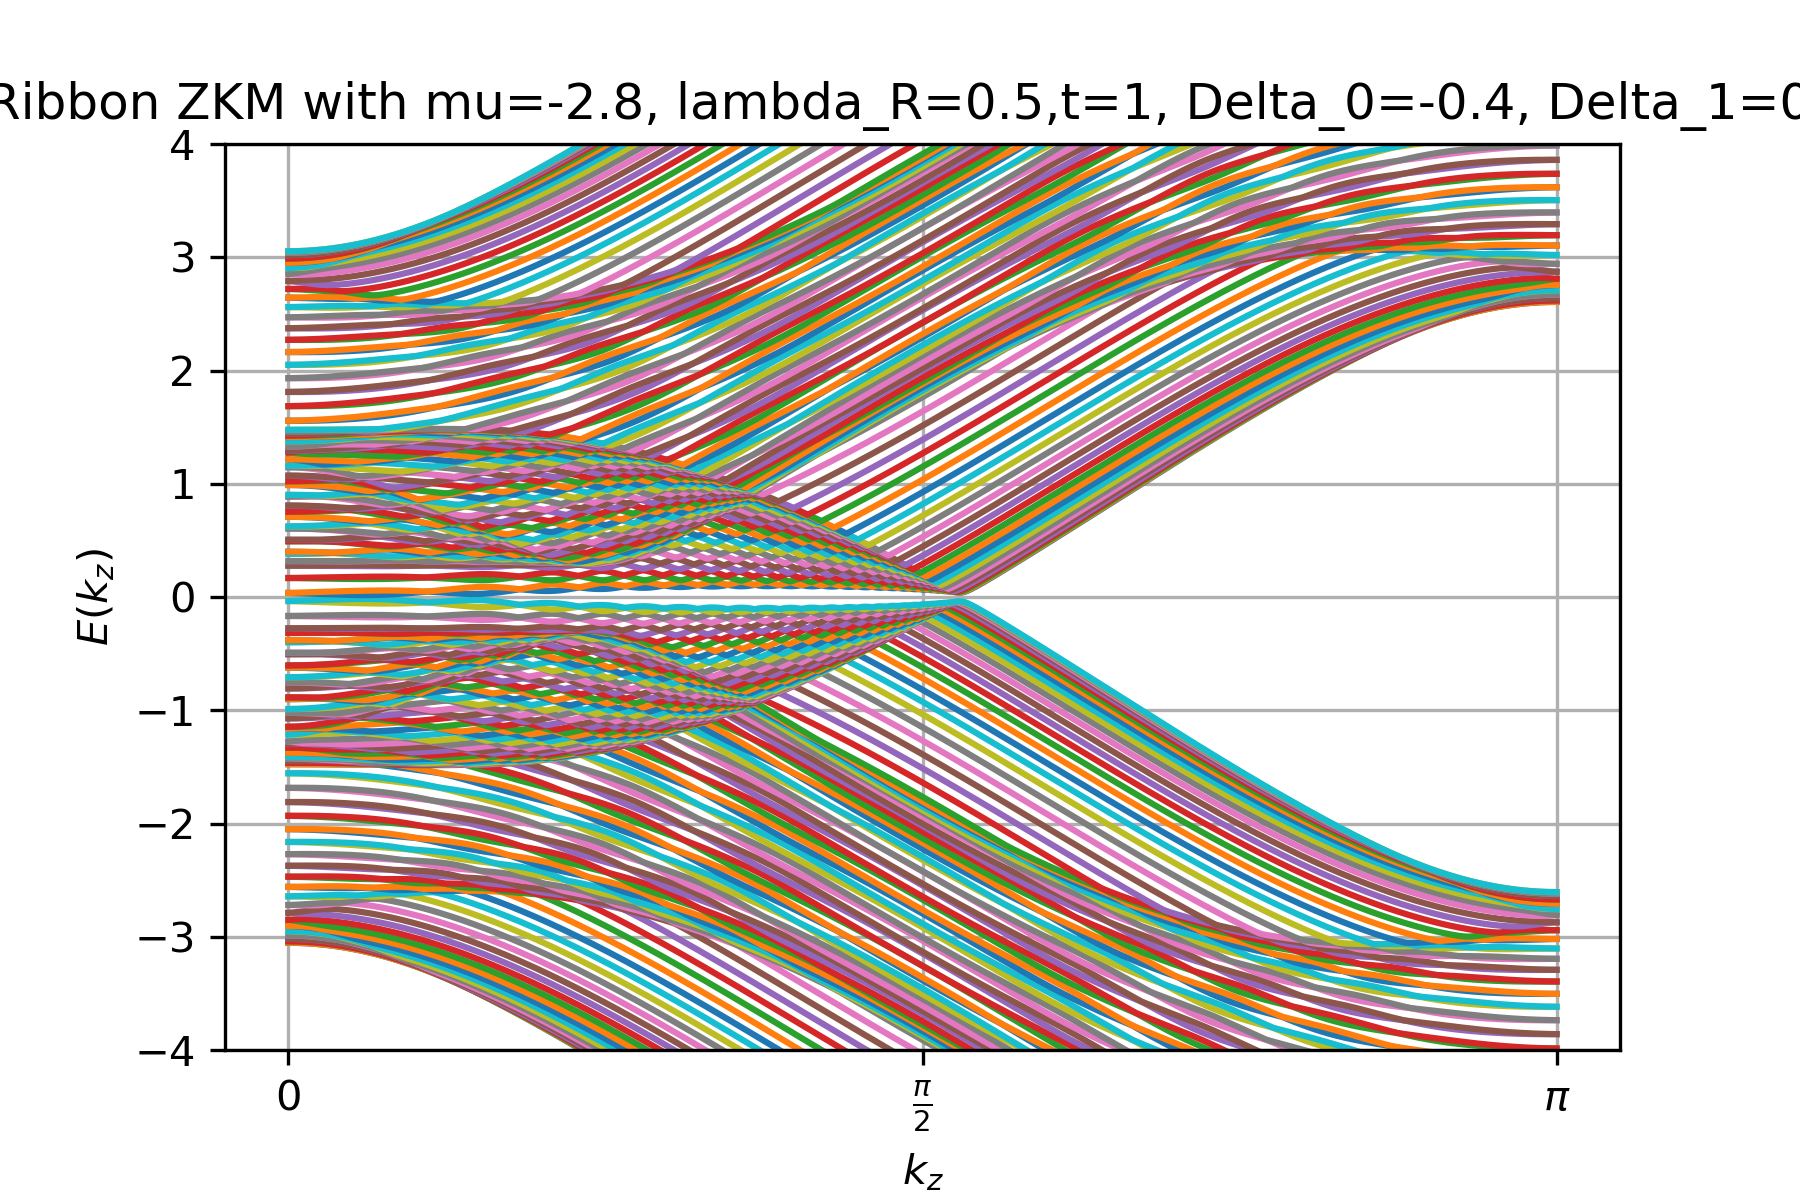 Ribbon ZKM with mu=-2.8, lambda_R=0.5,t=1, Delta_0=-0.4, Delta_1=0
4
3
2
1
0
−1
−2
−3
−4
E(k_z)
0
π/2
π
k_z